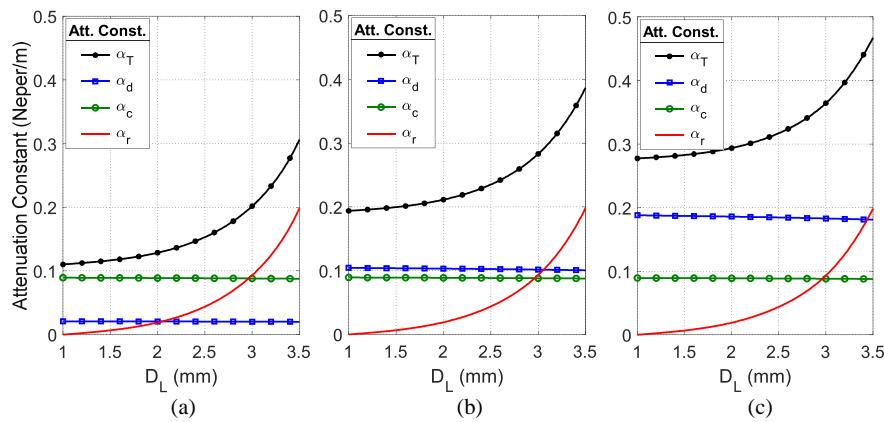 Attenuation Constant (Neper/m)
0.5
0.4
0.3
0.2
0.1
0
Att. Const.
α_T
α_d
α_c
α_r
1 1.5 2 2.5 3 3.5
D_L (mm)
(a)
0.5
0.4
0.3
0.2
0.1
0
Att. Const.
α_T
α_d
α_c
α_r
1 1.5 2 2.5 3 3.5
D_L (mm)
(b)
0.5
0.4
0.3
0.2
0.1
0
Att. Const.
α_T
α_d
α_c
α_r
1 1.5 2 2.5 3 3.5
D_L (mm)
(c)